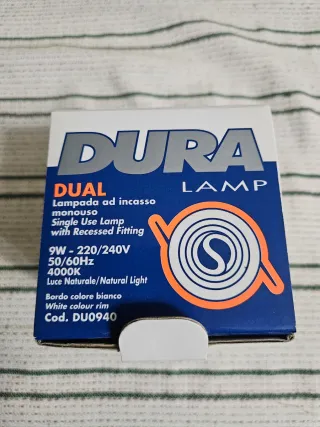 DURA
LAMP
DUAL
Lampada ad incasso
monouso
Single Use Lamp
with Recessed Fitting
9W - 220/240V
50/60Hz
4000K
Luce Naturale/Natural Light
Bordo colore bianco
White colour rim
Cod. DU0940
S